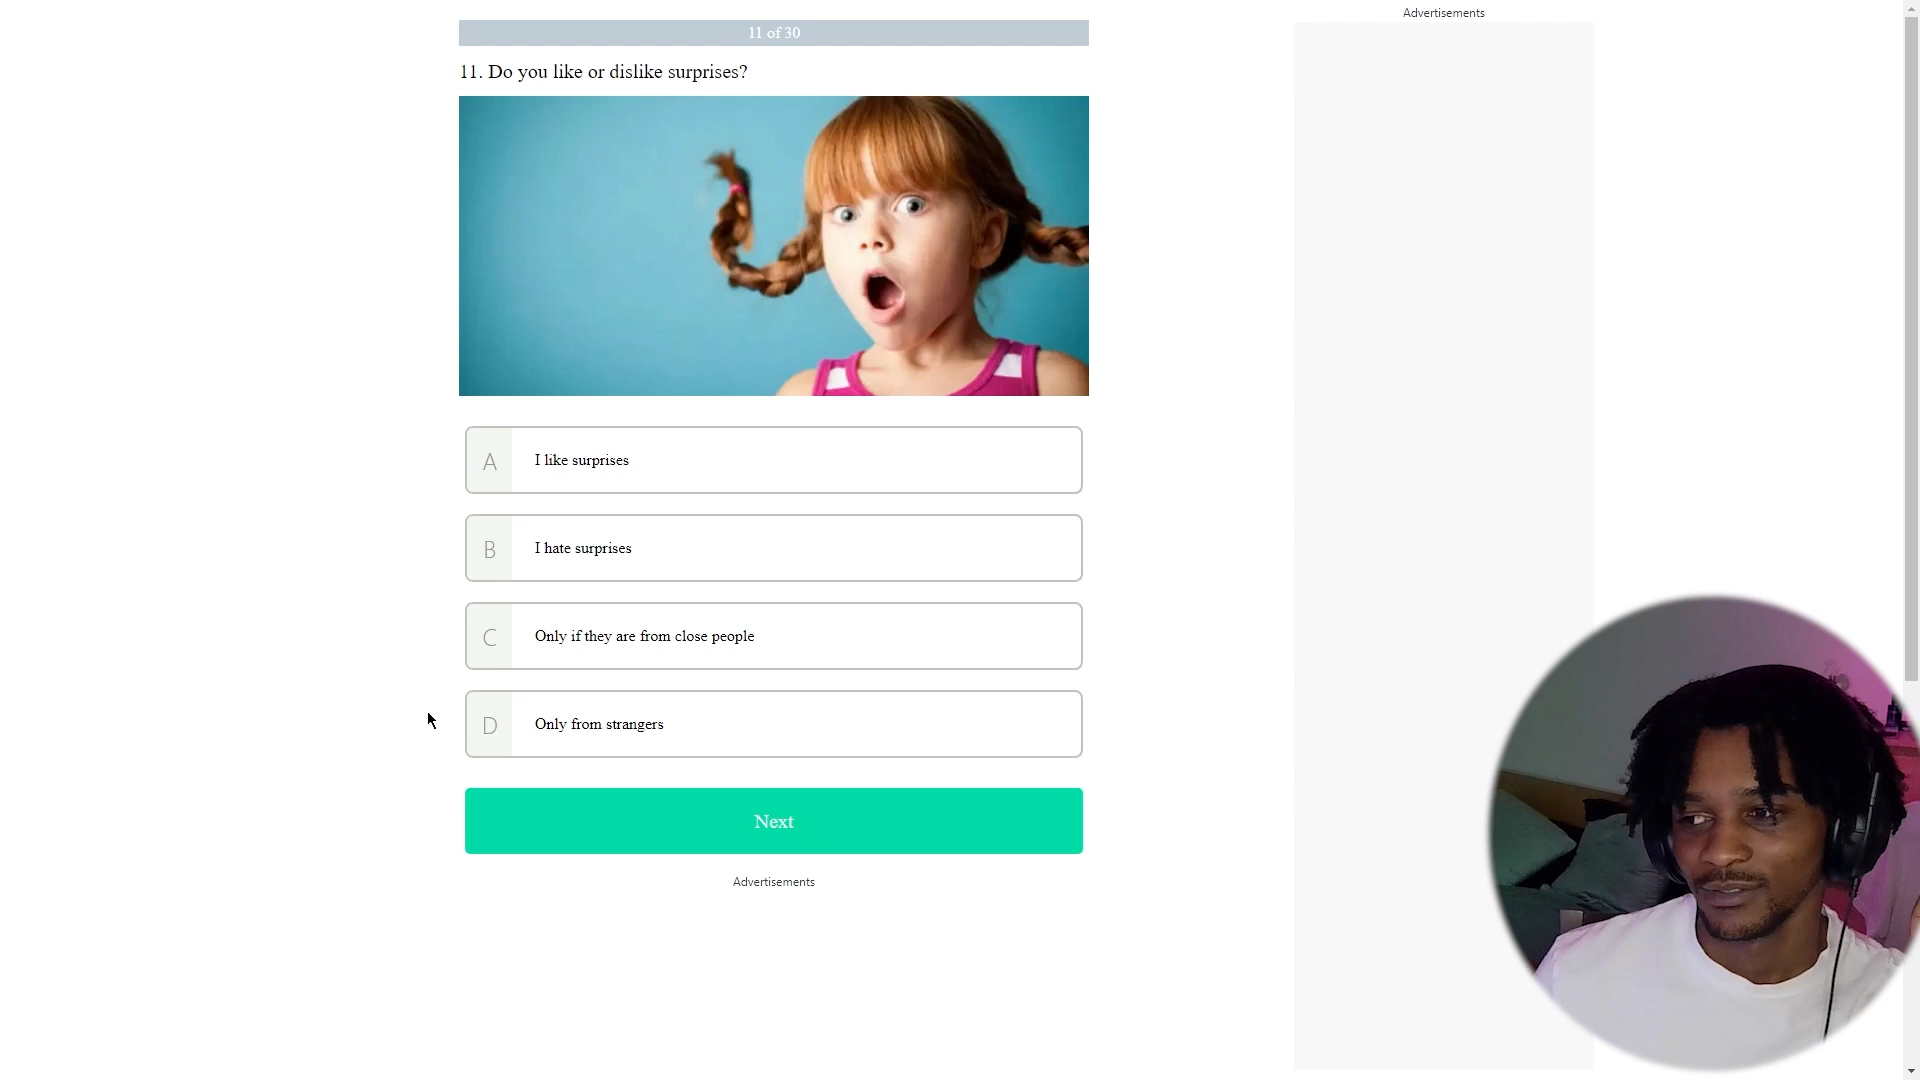 Advertisements
11 of 30
11. Do you like or dislike surprises?
A
I like surprises
B
I hate surprises
C
Only if they are from close people
D
Only from strangers
Next
Advertisements